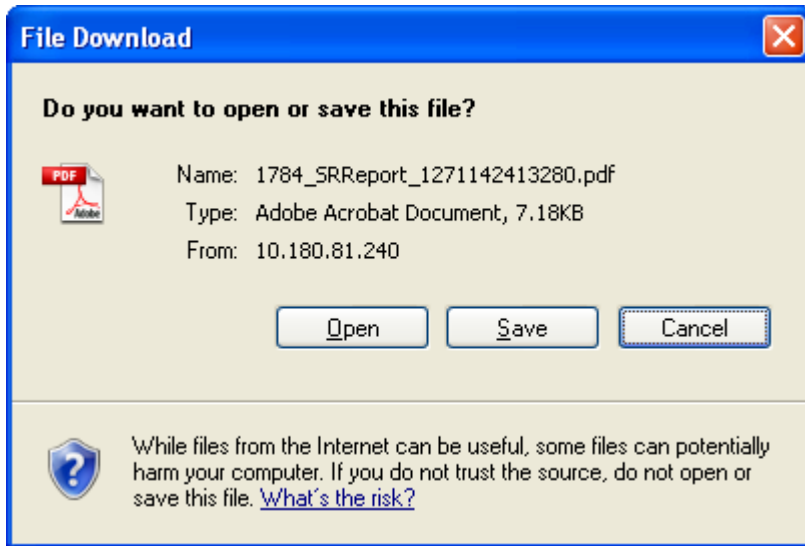 File Download
Do you want to open or save this file?
PDF
Adobe
Name: 1784_SRReport_1271142413280.pdf
Type: Adobe Acrobat Document, 7.18KB
From: 10.180.81.240
Open Save Cancel
While files from the Internet can be useful, some files can potentially
harm your computer. If you do not trust the source, do not open or
save this file. What's the risk?